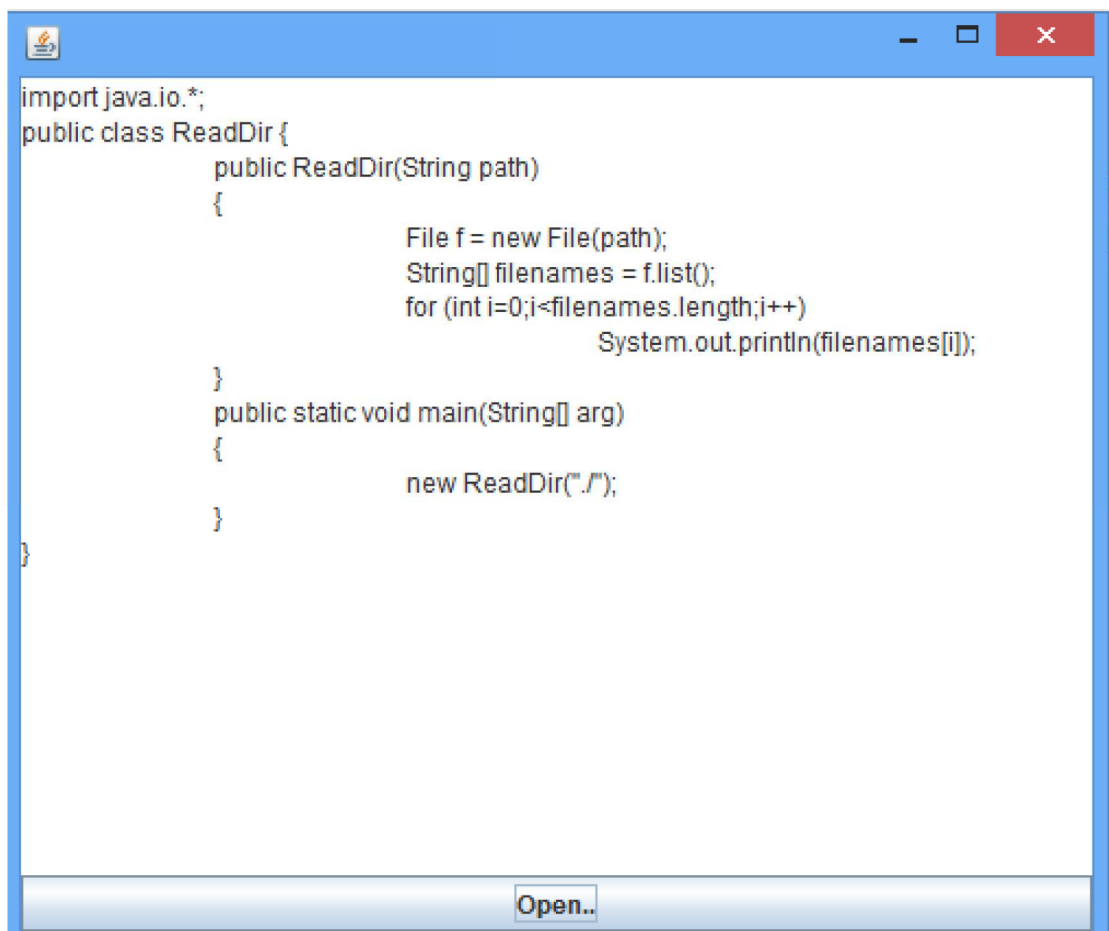 import java.io.*;
public class ReadDir {
public ReadDir(String path)
{
File f = new File(path);
String[] filenames = f.list();
for (int i=0;i<filenames.length;i++)
System.out.println(filenames[i]);
}
public static void main(String[] arg)
{
new ReadDir("./");
}
}
Open..